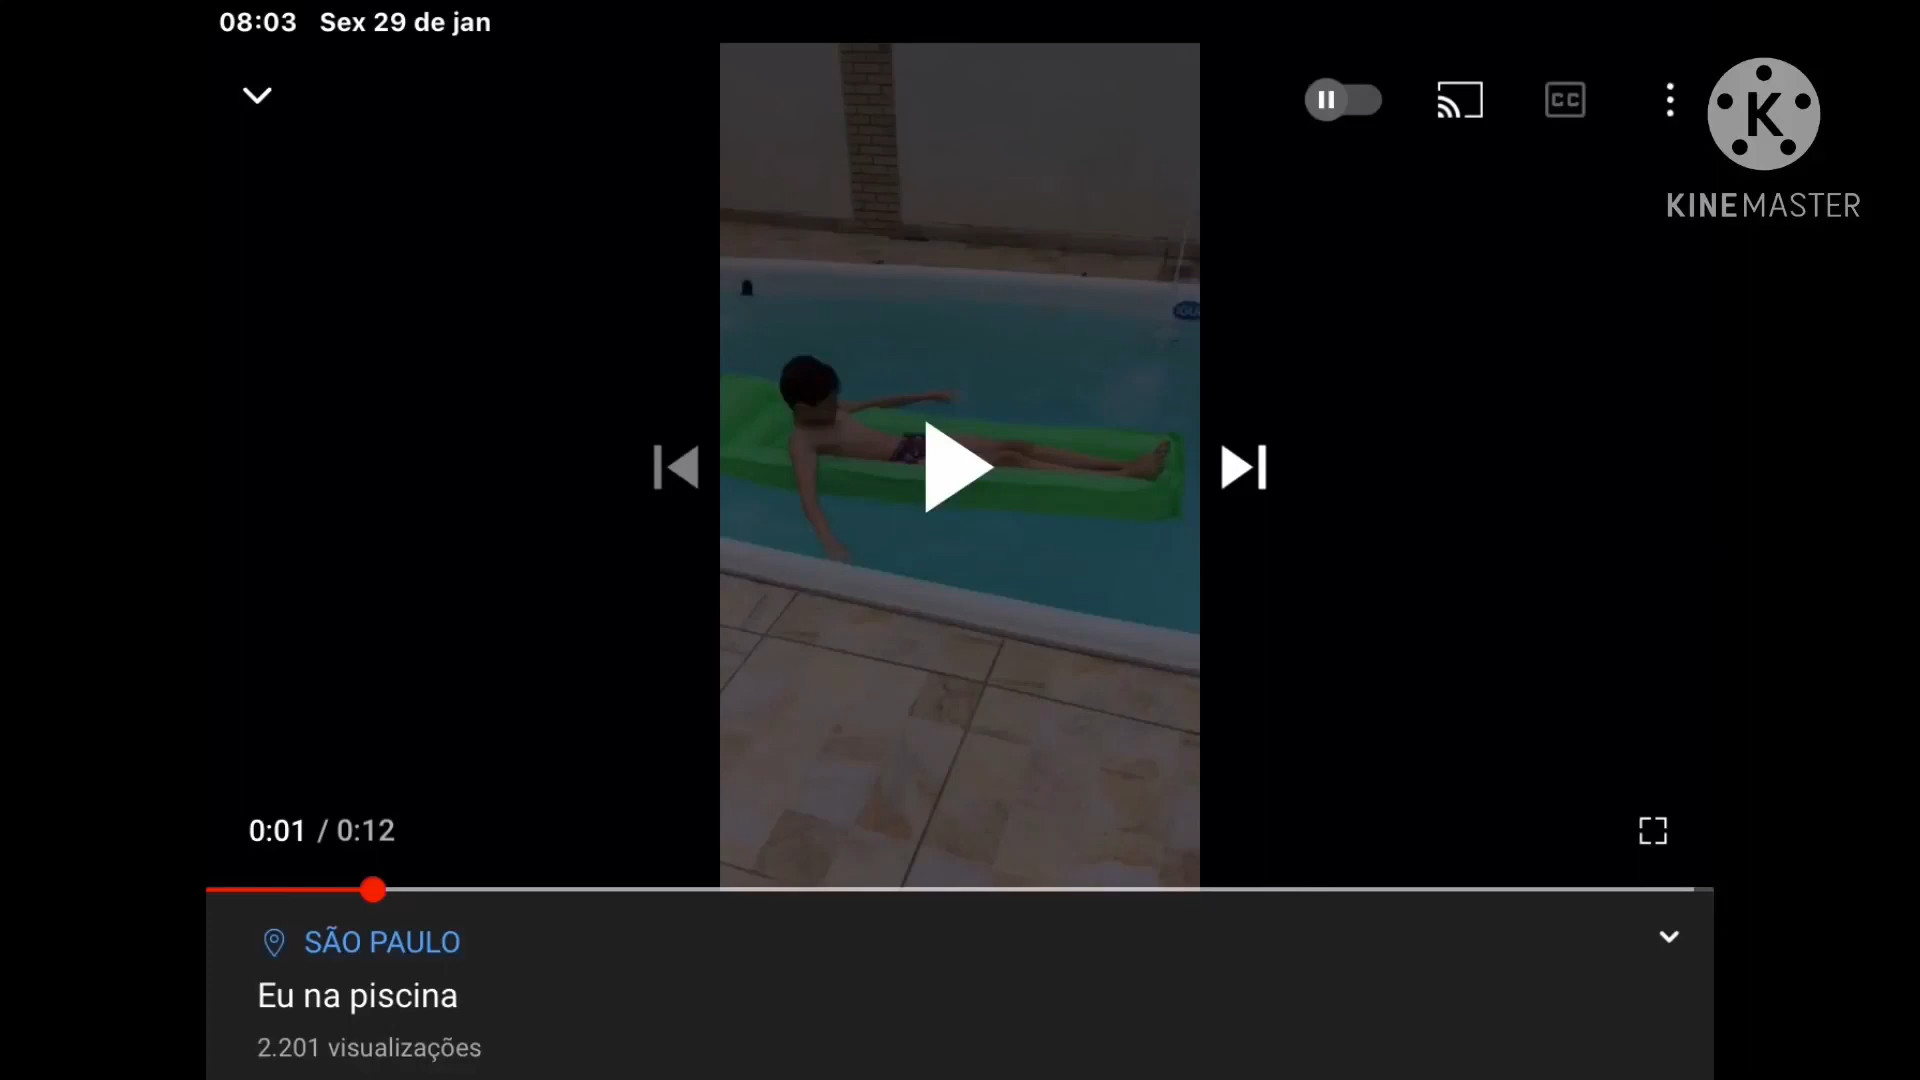 08:03 Sex 29 de jan
CC
K
KINEMASTER
0:01 / 0:12
SÃO PAULO
Eu na piscina
2.201 visualizações